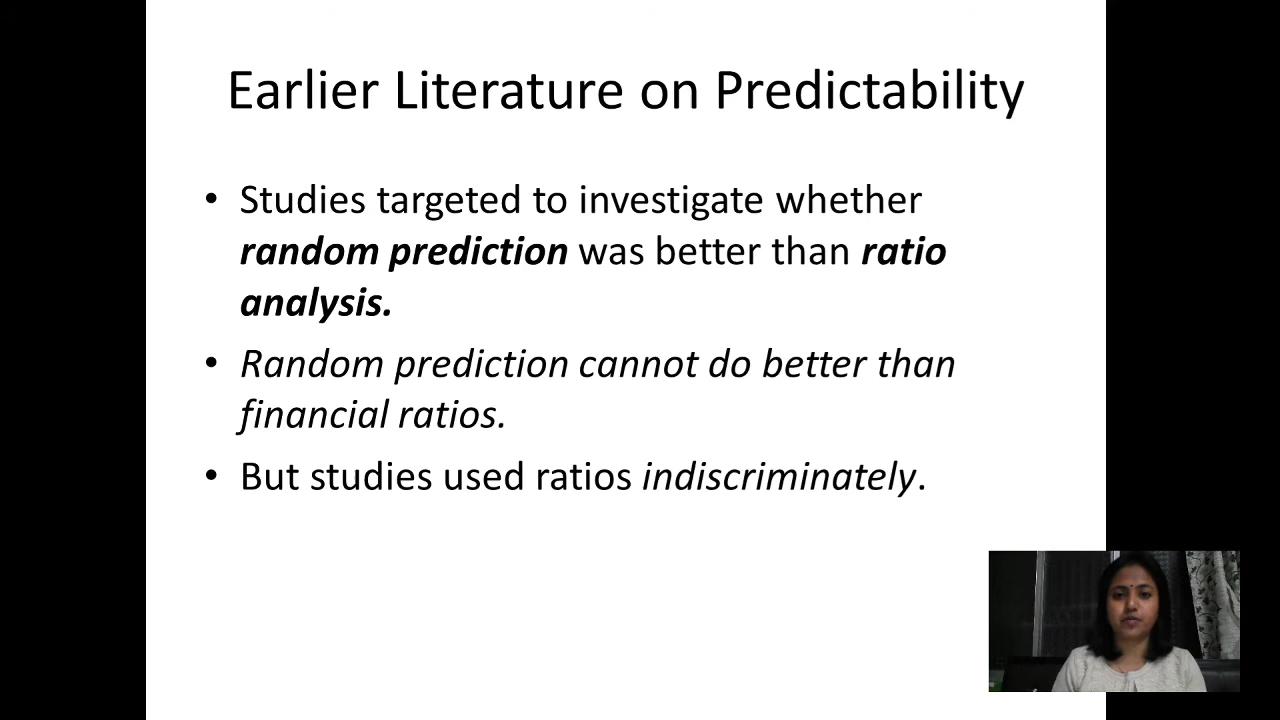 Earlier Literature on Predictability
• Studies targeted to investigate whether
random prediction was better than ratio
analysis.
• Random prediction cannot do better than
financial ratios.
• But studies used ratios indiscriminately.